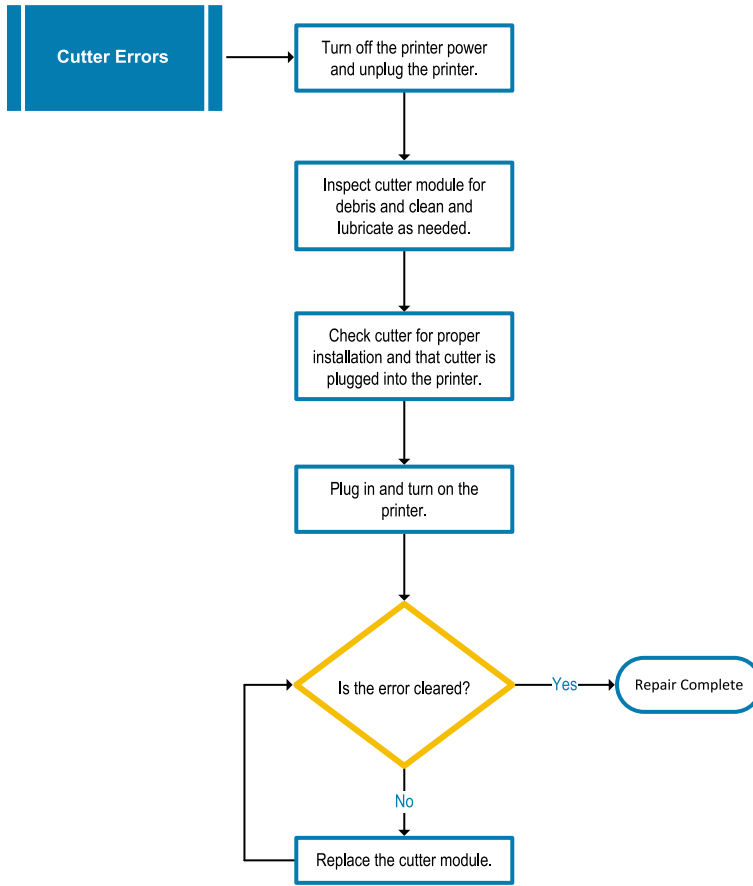 Cutter Errors
Turn off the printer power
and unplug the printer.
Inspect cutter module for
debris and clean and
lubricate as needed.
Check cutter for proper
installation and that cutter is
plugged into the printer.
Plug in and turn on the
printer.
Is the error cleared?
Yes
Repair Complete
No
Replace the cutter module.